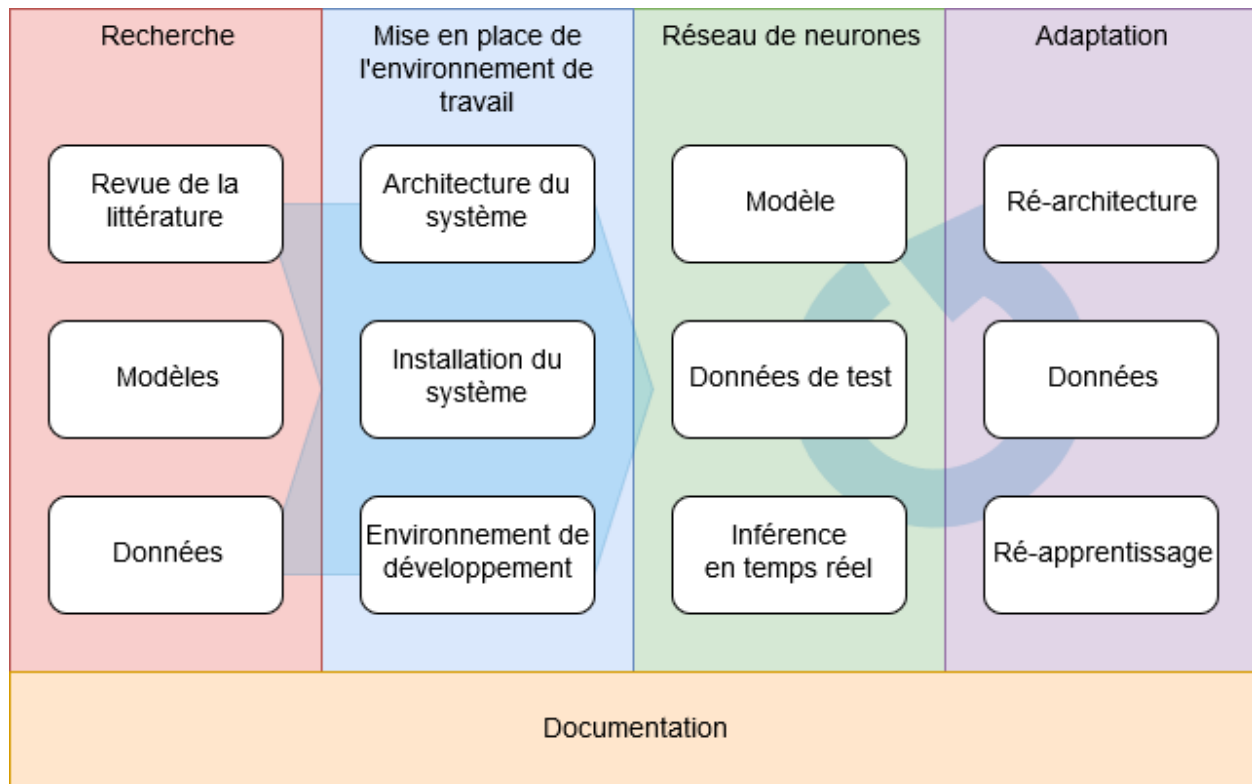 Recherche
Mise en place de
l'environnement de
travail
Réseau de neurones
Adaptation
Revue de la
littérature
Architecture du
système
Modèle
Ré-architecture
Modèles
Installation du
système
Données de test
Données
Données
Environnement de
développement
Inférence
en temps réel
Ré-apprentissage
Documentation